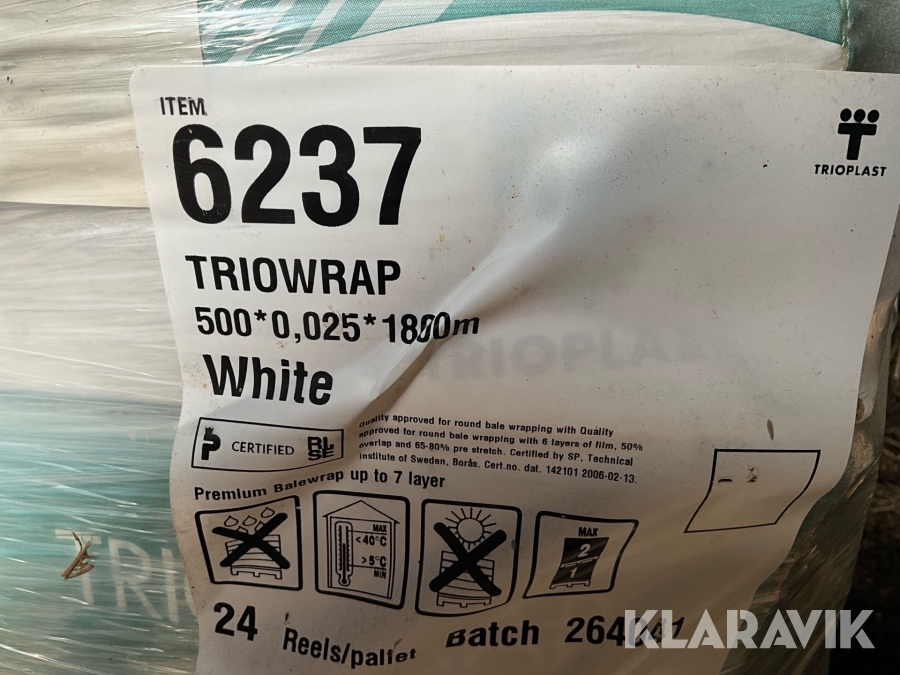 ITEM
6237
TRIOPLAST
TRIOWRAP
500*0,025*1800m
White
TRIOPLA
CERTIFIED
Quality approved for round bale wrapping with Quality
approved for round bale wrapping with 6 layers of film, 50%
overlap and 65-80% pre stretch. Certified by SP, Technical
Institute of Sweden, Borås. Cert.no. dat. 142101 2006-02-13.
Premium Balewrap up to 7 layer
MAX
<40°C
>5°C
MIN
MAX
2
1
TRI
24 Reels/pallet Batch
KLARAVIK